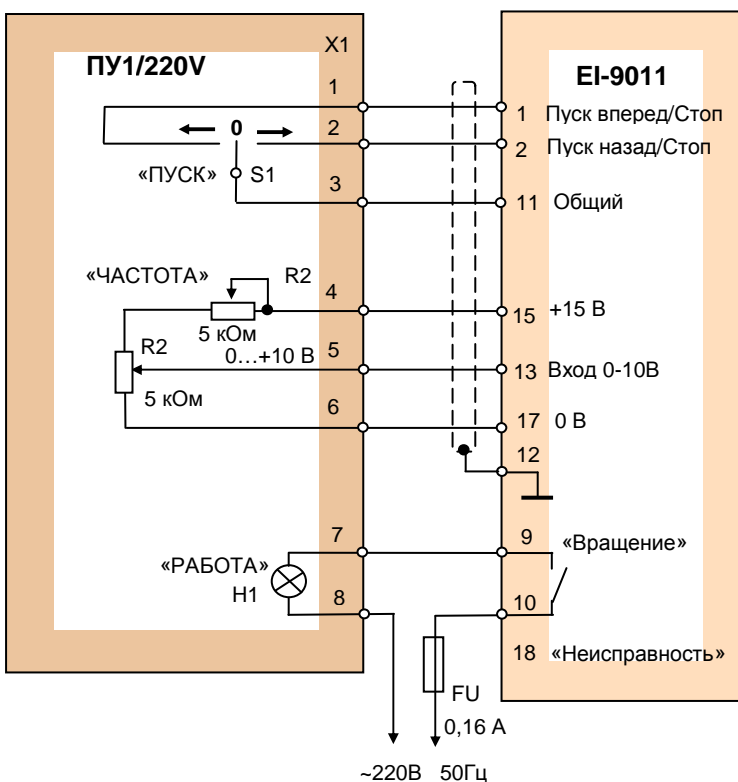 X1
ПУ1/220V
EI-9011
1
1 Пуск вперед/Стоп
0
2
2 Пуск назад/Стоп
«ПУСК» S1
3
11 Общий
«ЧАСТОТА» R2
4
15 +15 В
5 кОм
R2
0...+10 В
5
13 Вход 0-10В
5 кОм
6
17 0 В
12
7
9 «Вращение»
«РАБОТА»
H1
8
10
18 «Неисправность»
FU
0,16 А
~220В 50Гц